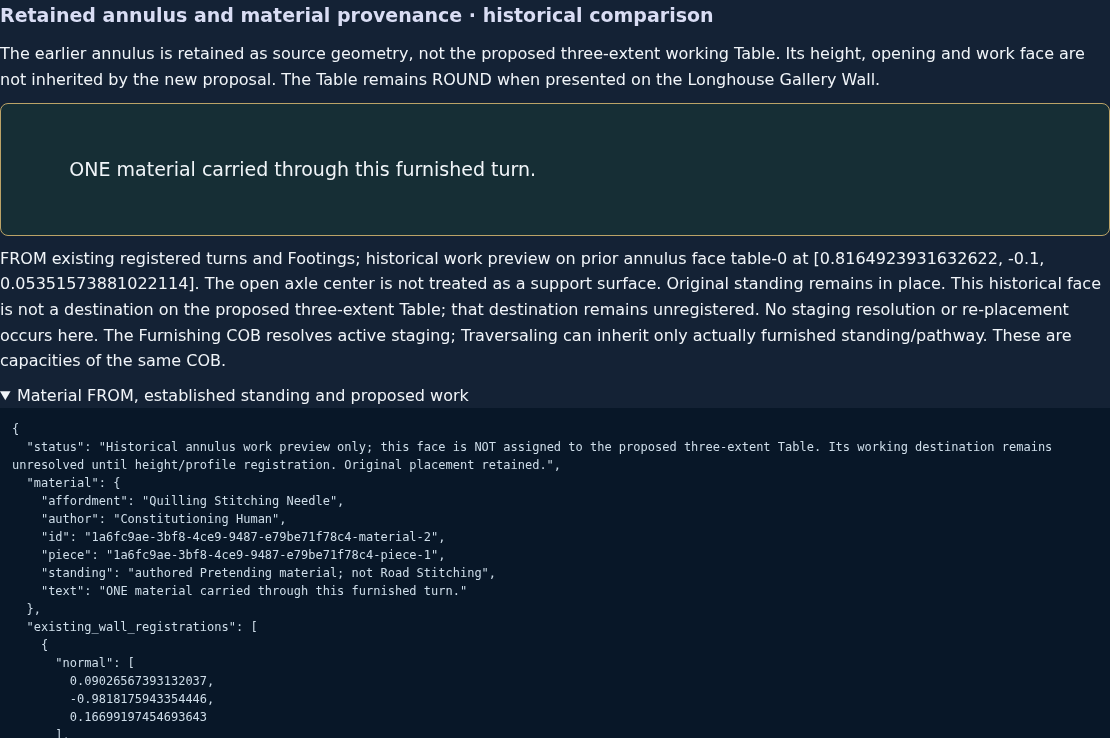 Retained annulus and material provenance · historical comparison
The earlier annulus is retained as source geometry, not the proposed three-extent working Table. Its height, opening and work face are
not inherited by the new proposal. The Table remains ROUND when presented on the Longhouse Gallery Wall.
ONE material carried through this furnished turn.
FROM existing registered turns and Footings; historical work preview on prior annulus face table-0 at [0.8164923931632622, -0.1,
0.05351573881022114]. The open axle center is not treated as a support surface. Original standing remains in place. This historical face
is not a destination on the proposed three-extent Table; that destination remains unregistered. No staging resolution or re-placement
occurs here. The Furnishing COB resolves active staging; Traversaling can inherit only actually furnished standing/pathway. These are
capacities of the same COB.
▼ Material FROM, established standing and proposed work
{
  "status": "Historical annulus work preview only; this face is NOT assigned to the proposed three-extent Table. Its working destination remains
unresolved until height/profile registration. Original placement retained.",
  "material": {
    "affordment": "Quilling Stitching Needle",
    "author": "Constitutioning Human",
    "id": "1a6fc9ae-3bf8-4ce9-9487-e79be71f78c4-material-2",
    "piece": "1a6fc9ae-3bf8-4ce9-9487-e79be71f78c4-piece-1",
    "standing": "authored Pretending material; not Road Stitching",
    "text": "ONE material carried through this furnished turn."
  },
  "existing_wall_registrations": [
    {
      "normal": [
        0.09026567393132037,
        -0.9818175943354446,
        0.16699197454693643
      ],